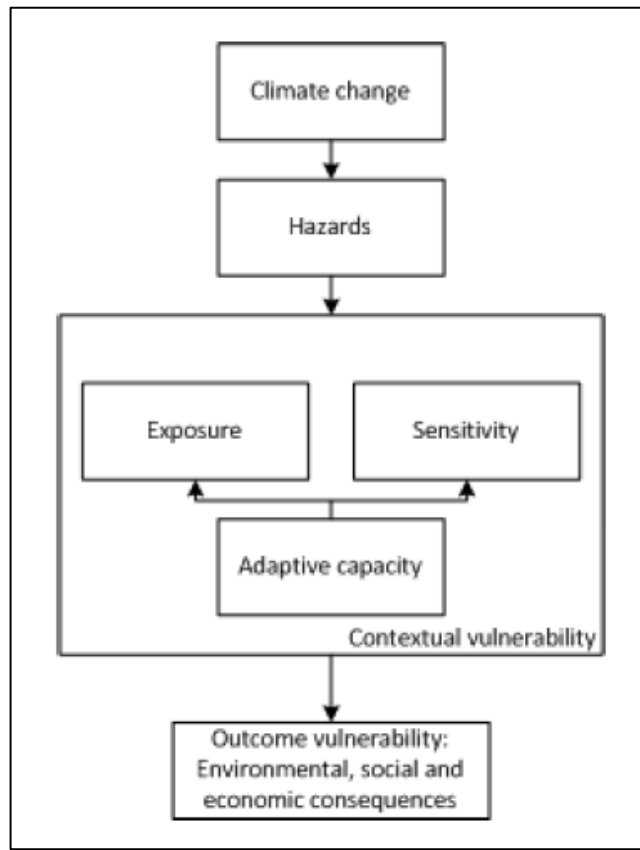 Climate change
Hazards
Exposure
Sensitivity
Adaptive capacity
Contextual vulnerability
Outcome vulnerability:
Environmental, social and
economic consequences